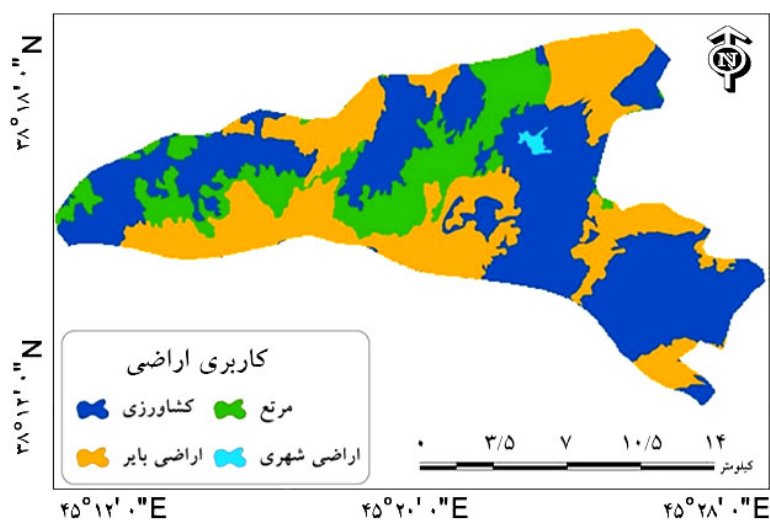 N
۳۸°۱۸'۰"N
۳۸°۱۲'۰"N
کاربری اراضی
کشاورزی
مرتع
اراضی بایر
اراضی شهری
۰ ۳/۵ ۷ ۱۰/۵ ۱۴
کیلومتر
۴۵°۱۲'۰"E ۴۵°۲۰'۰"E ۴۵°۲۸'۰"E